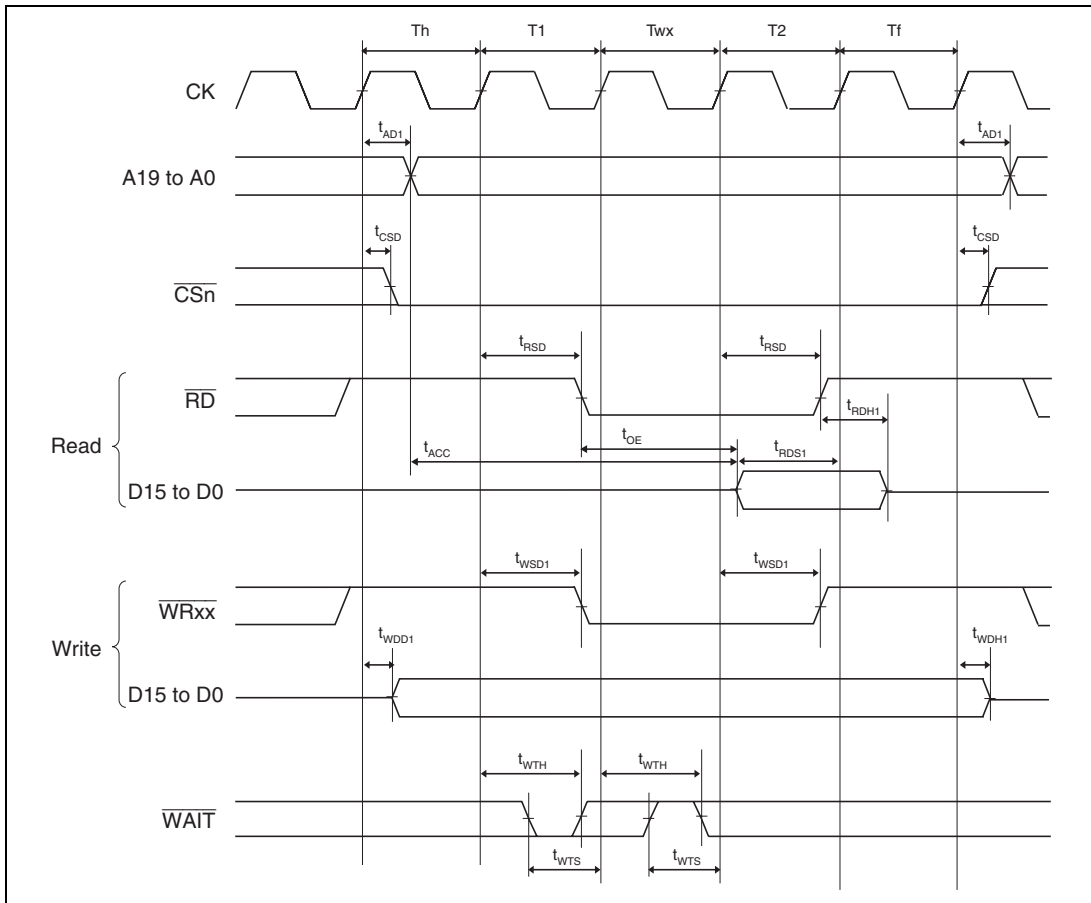 Th T1 Twx T2 Tf
CK
tAD1 tAD1
A19 to A0
tCSD tCSD
CSn
tRSD tRSD
RD
tRDH1
Read
tOE
tACC tRDS1
D15 to D0
tWSD1 tWSD1
WRxx
Write
tWDD1 tWDH1
D15 to D0
tWTH tWTH
WAIT
tWTS tWTS